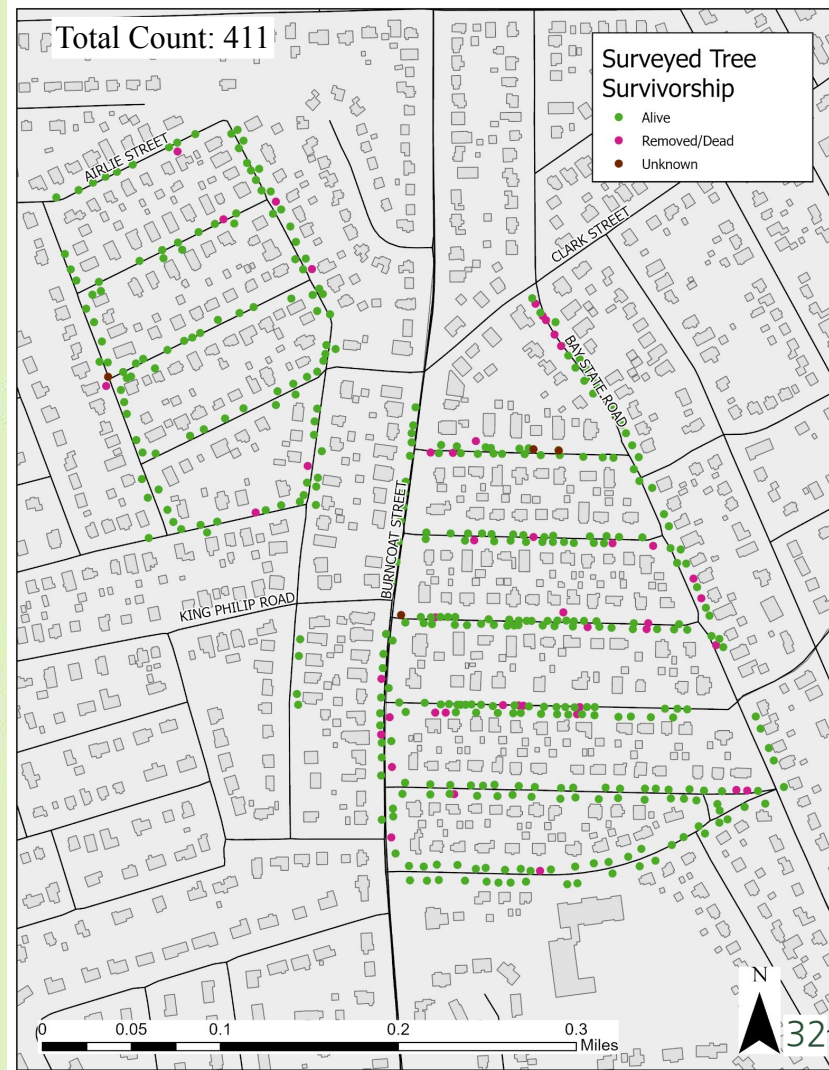 Total Count: 411
Surveyed Tree
Survivorship
Alive
Removed/Dead
Unknown
AIRLIE STREET
CLARK STREET
BAY STATE ROAD
BURNCOAT STREET
KING PHILIP ROAD
N
0 0.05 0.1 0.2 0.3
Miles
32